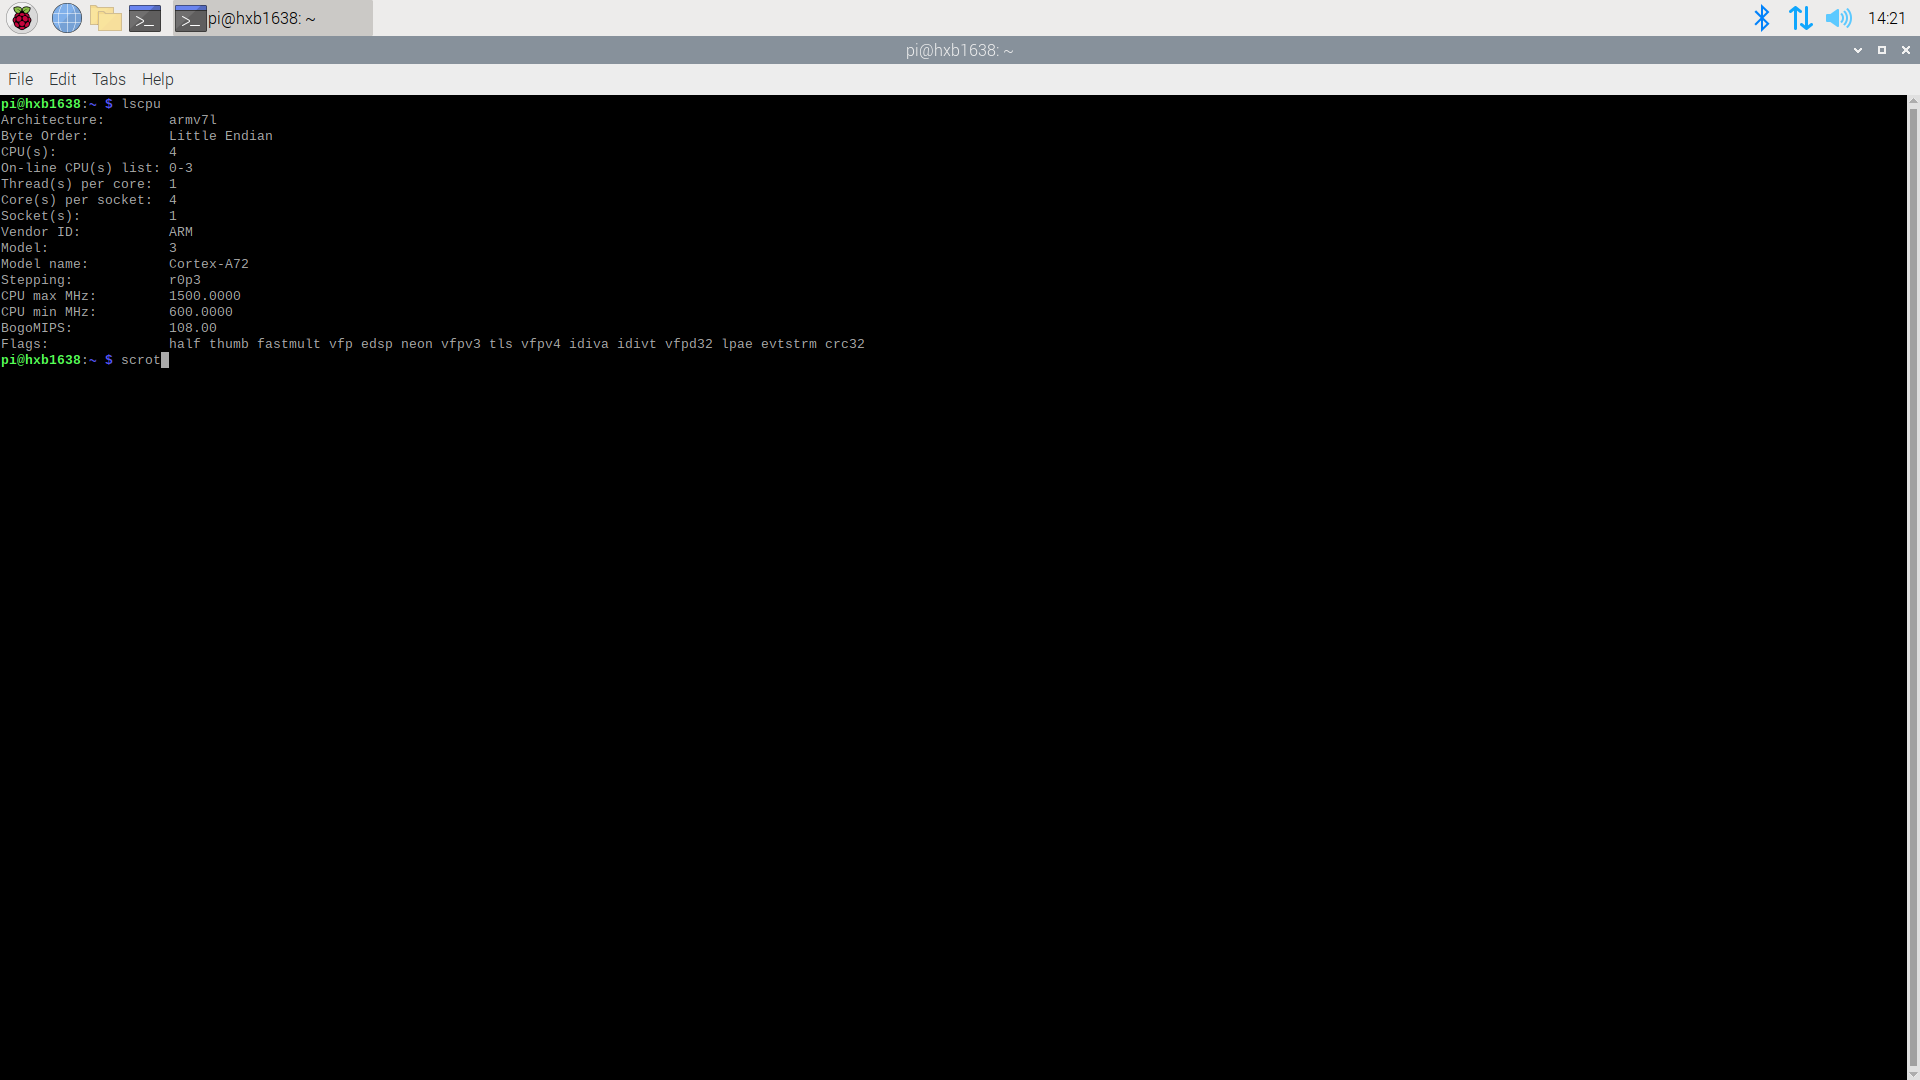 pi@hxb1638: ~
14:21
pi@hxb1638: ~
File Edit Tabs Help
pi@hxb1638:~ $ lscpu
Architecture:        armv7l
Byte Order:          Little Endian
CPU(s):              4
On-line CPU(s) list: 0-3
Thread(s) per core:  1
Core(s) per socket:  4
Socket(s):           1
Vendor ID:           ARM
Model:               3
Model name:          Cortex-A72
Stepping:            r0p3
CPU max MHz:         1500.0000
CPU min MHz:         600.0000
BogoMIPS:            108.00
Flags:               half thumb fastmult vfp edsp neon vfpv3 tls vfpv4 idiva idivt vfpd32 lpae evtstrm crc32
pi@hxb1638:~ $ scrot